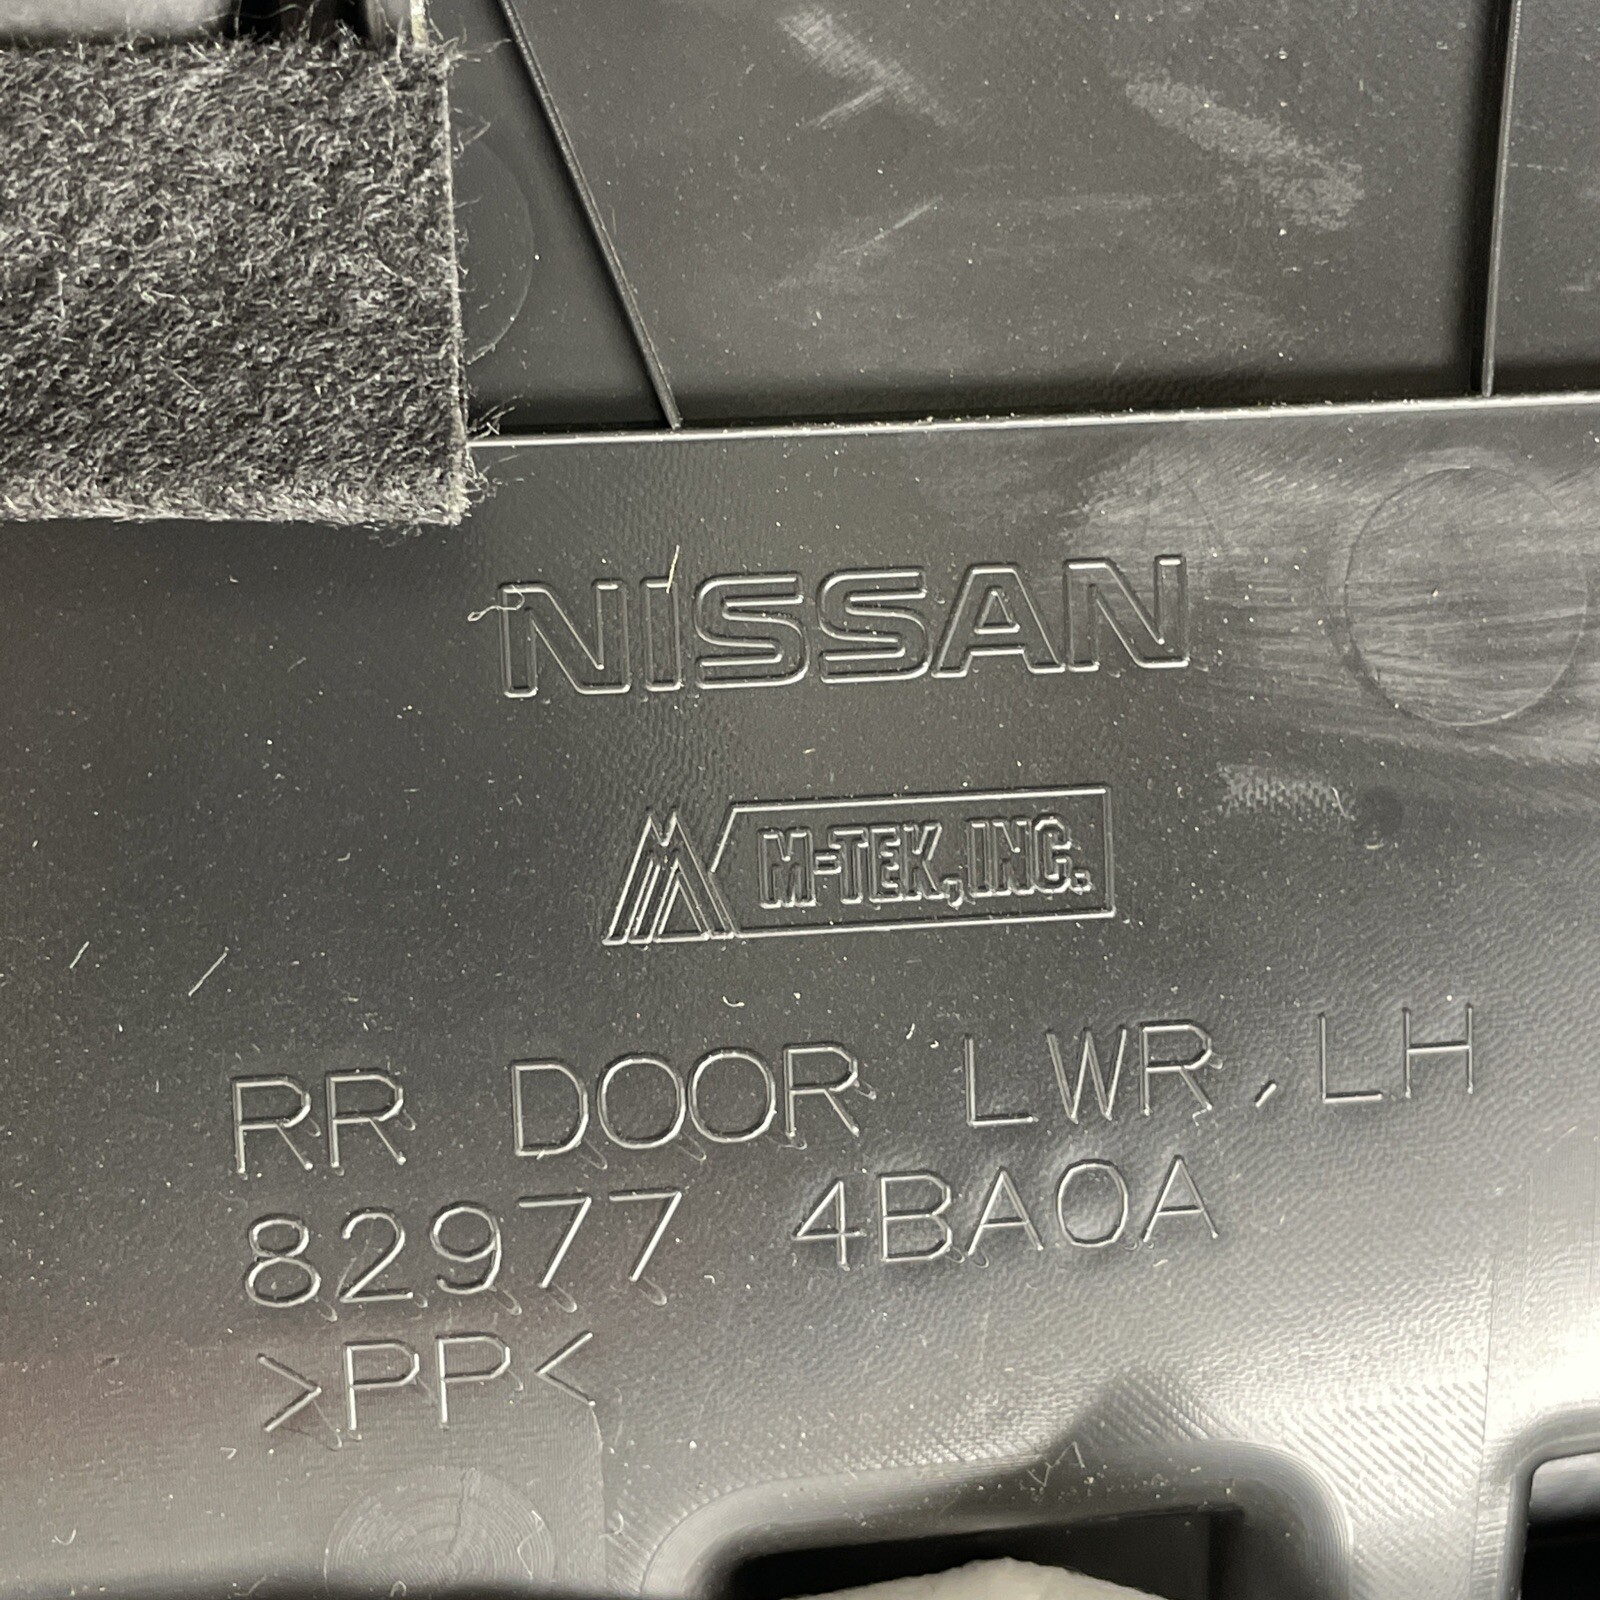 NISSAN
M-TEK, INC.
RR DOOR LWR, LH
82977 4BA0A
>PP<